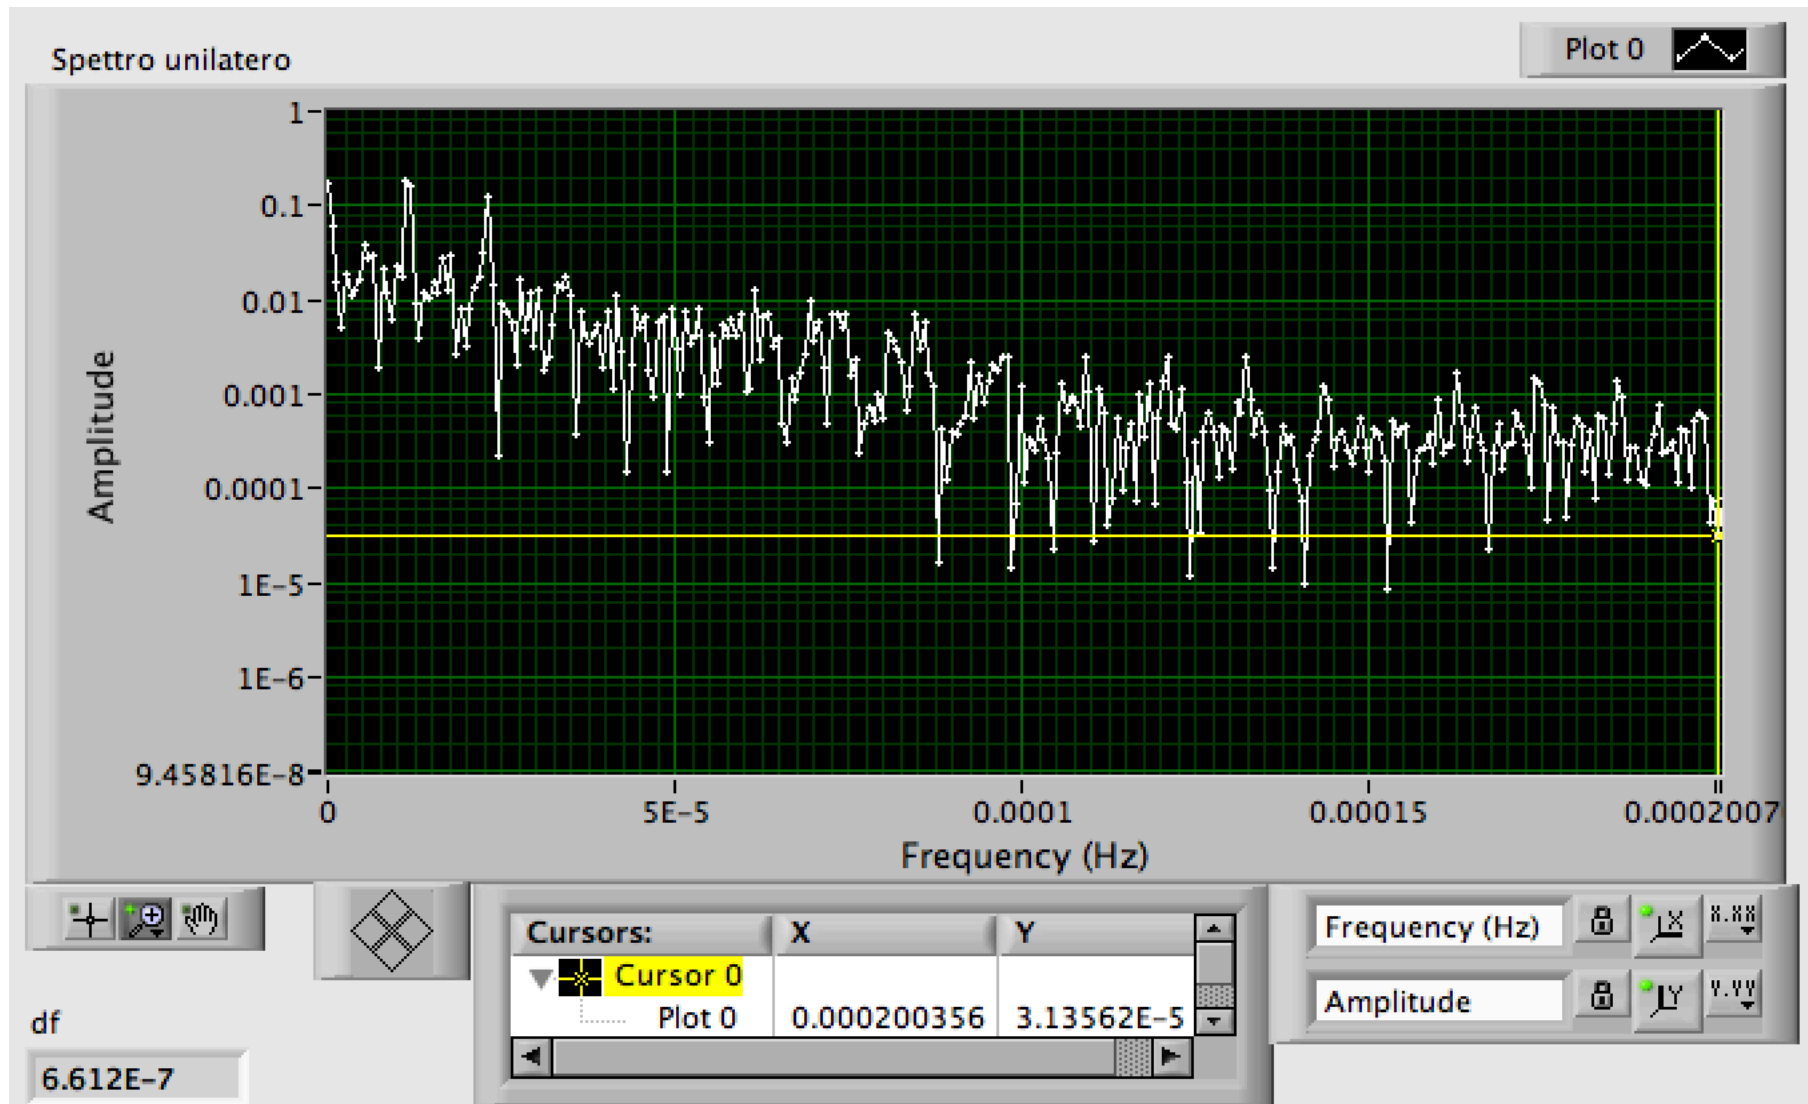 Spettro unilatero
Plot 0
1
0.1
0.01
0.001
0.0001
1E-5
1E-6
9.45816E-8
Amplitude
0
5E-5
0.0001
0.00015
0.0002007
Frequency (Hz)
Cursors: X Y
Cursor 0
Plot 0 0.000200356 3.13562E-5
Frequency (Hz)
X
X.XX
Amplitude
Y
Y.YY
df
6.612E-7